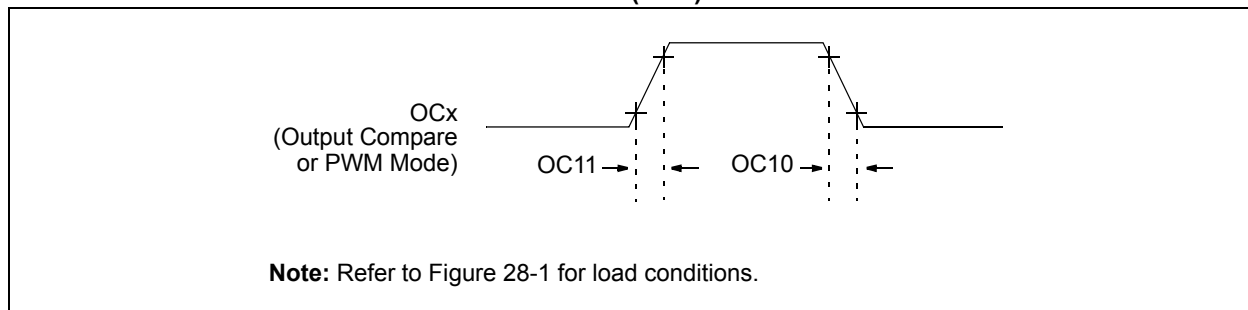 OCx
(Output Compare
or PWM Mode)
OC11
OC10
Note: Refer to Figure 28-1 for load conditions.